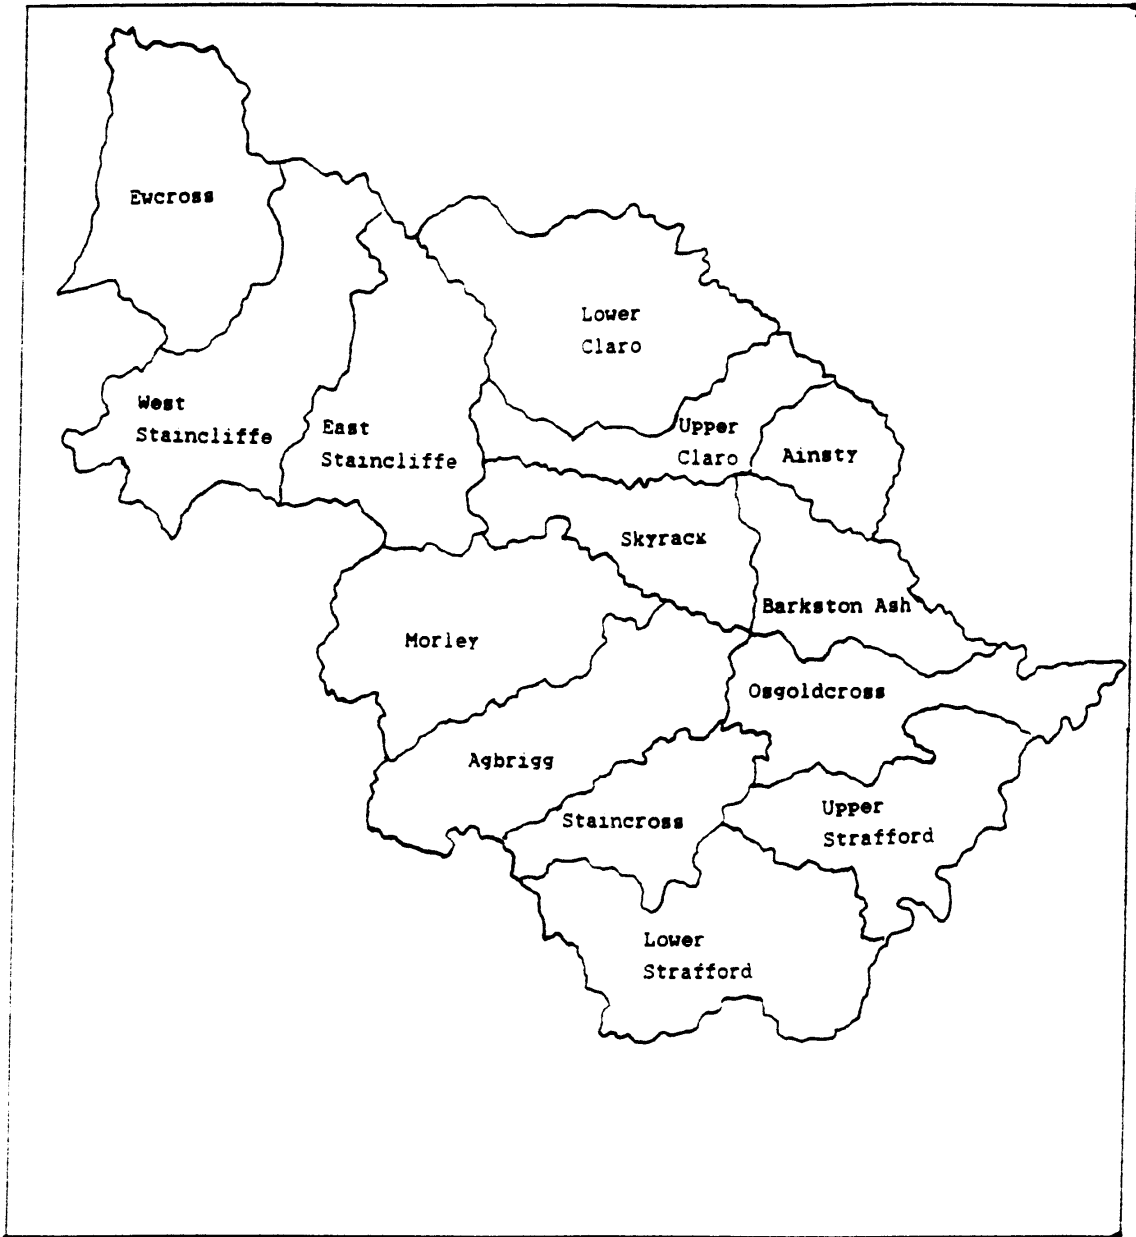 Ewcross
Lower
Claro
West
Staincliffe
East
Staincliffe
Upper
Claro
Ainsty
Skyrack
Barkston Ash
Morley
Osgoldcross
Agbrigg
Staincross
Upper
Strafford
Lower
Strafford